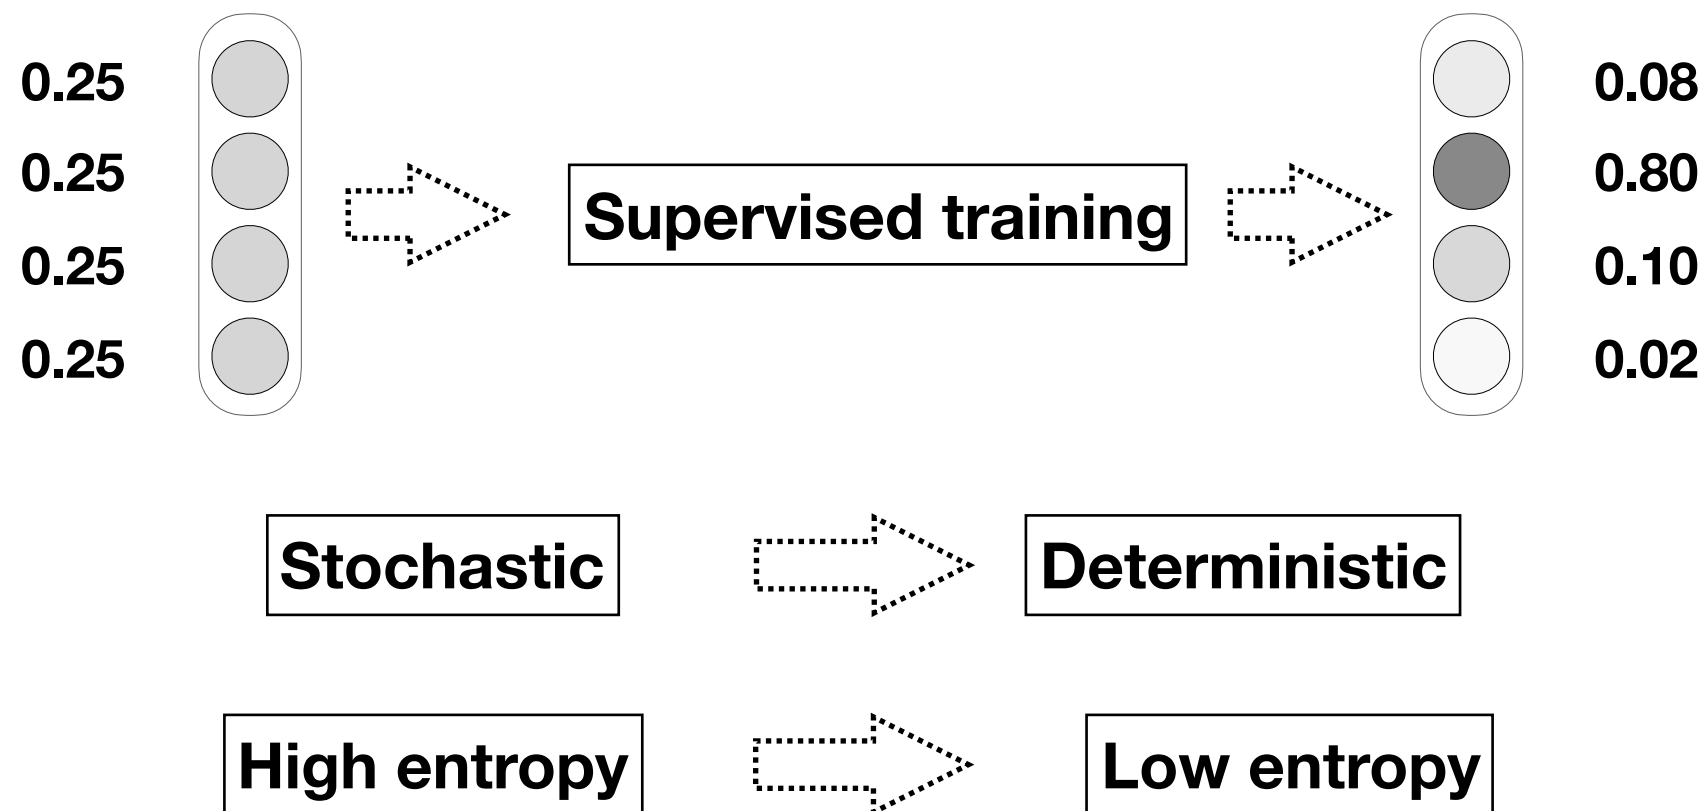 0.25
0.25
0.25
0.25
Supervised training
0.08
0.80
0.10
0.02
Stochastic
Deterministic
High entropy
Low entropy